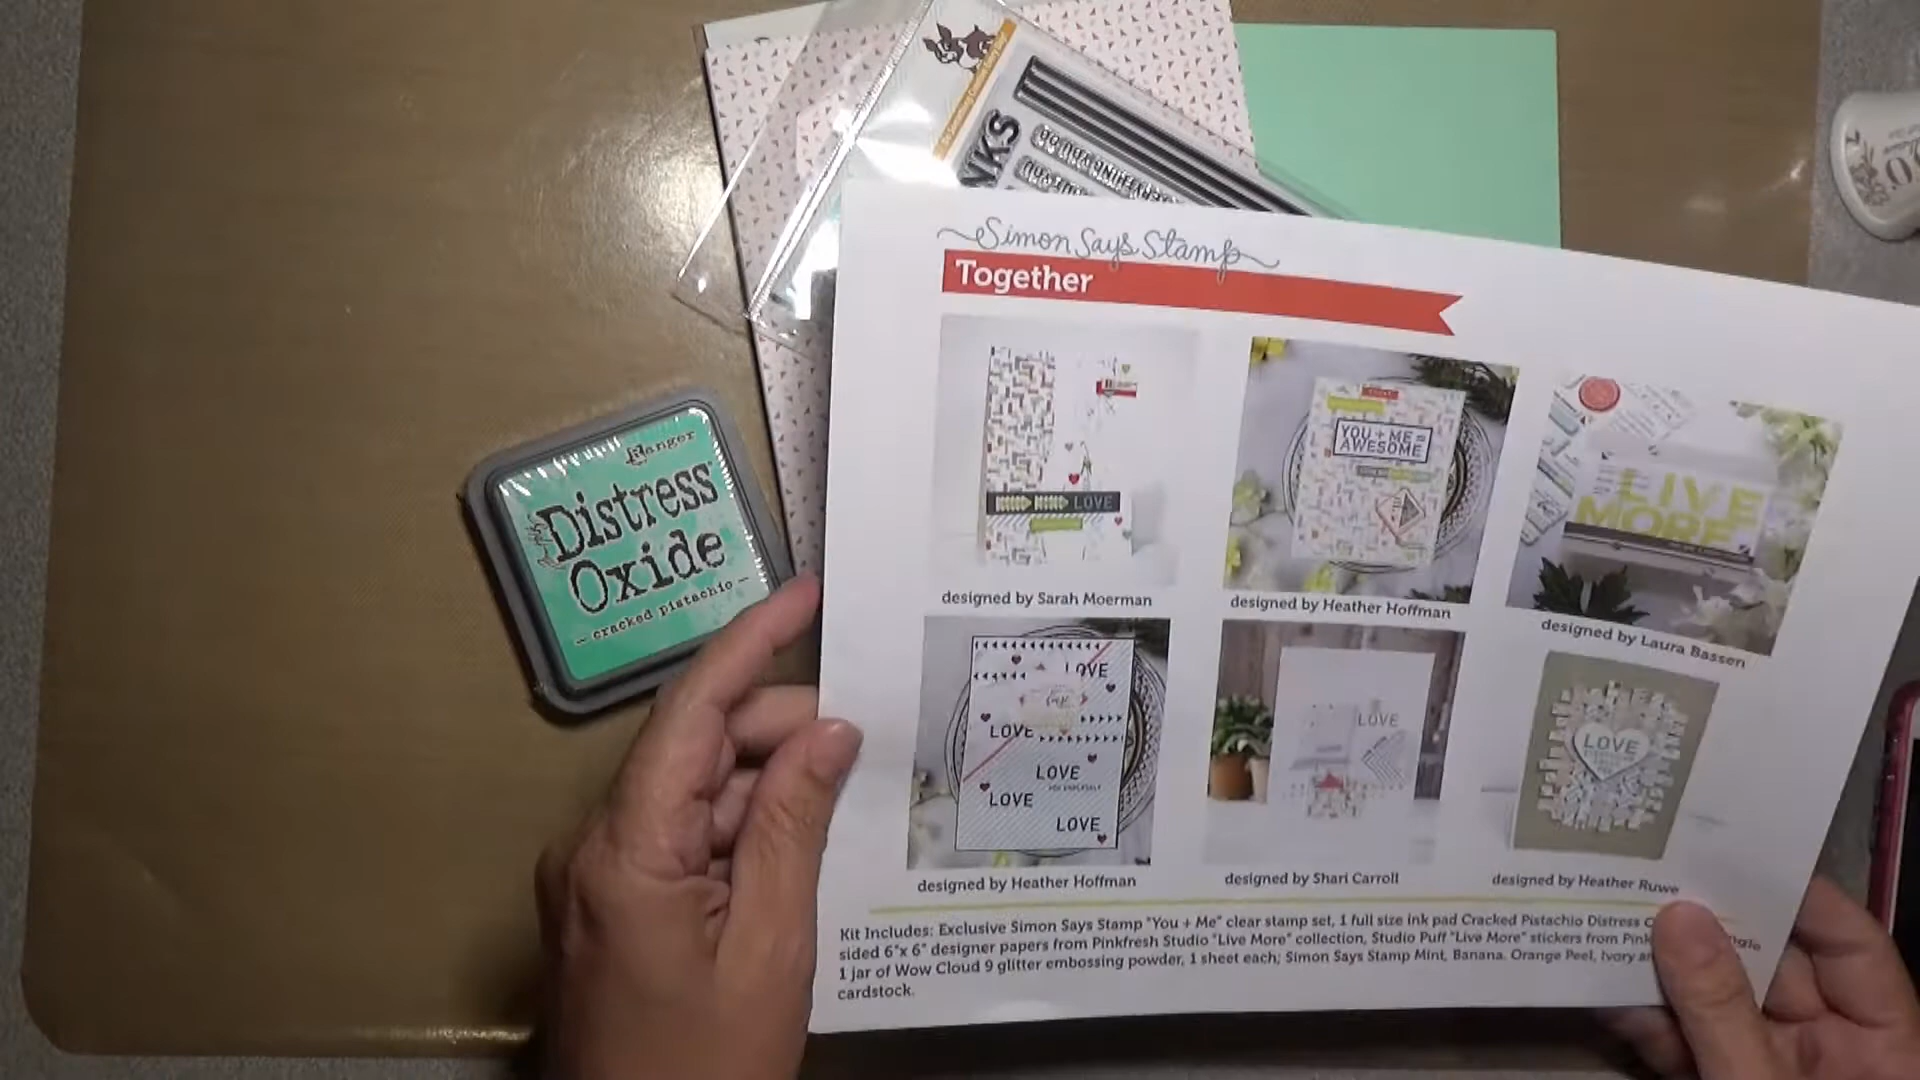 NKS
Simon Says Stamp
Together
YOU + ME =
AWESOME
LOVE
LIVE
MORE
designed by Sarah Moerman
designed by Heather Hoffman
designed by Laura Bassen
LOVE
LOVE
LOVE
LOVE
LOVE
LOVE
LOVE
designed by Heather Hoffman
designed by Shari Carroll
designed by Heather Ruwe
Kit Includes: Exclusive Simon Says Stamp "You + Me" clear stamp set, 1 full size ink pad Cracked Pistachio Distress
sided 6"x 6" designer papers from Pinkfresh Studio "Live More" collection, Studio Puff "Live More" stickers from Pink
1 jar of Wow Cloud 9 glitter embossing powder, 1 sheet each; Simon Says Stamp Mint, Banana. Orange Peel, Ivory
cardstock.
Ranger
Distress
Oxide
– cracked pistachio –